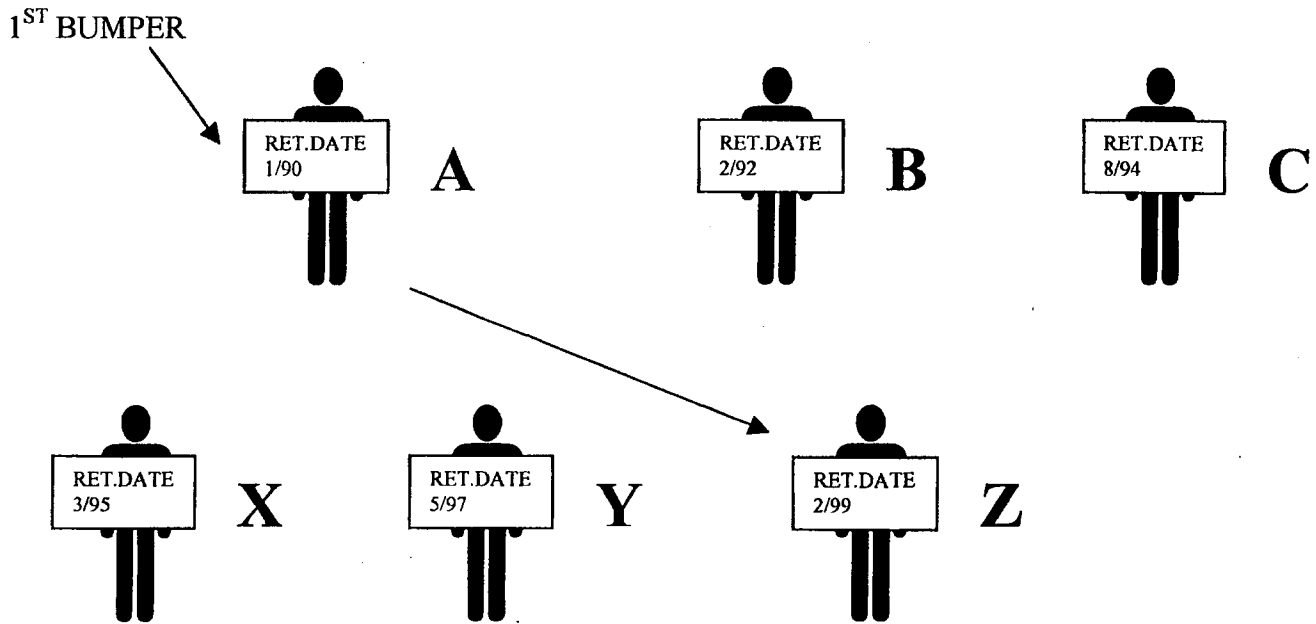 1ST BUMPER
RET.DATE
1/90
A
RET.DATE
2/92
B
RET.DATE
8/94
C
RET.DATE
3/95
X
RET.DATE
5/97
Y
RET.DATE
2/99
Z